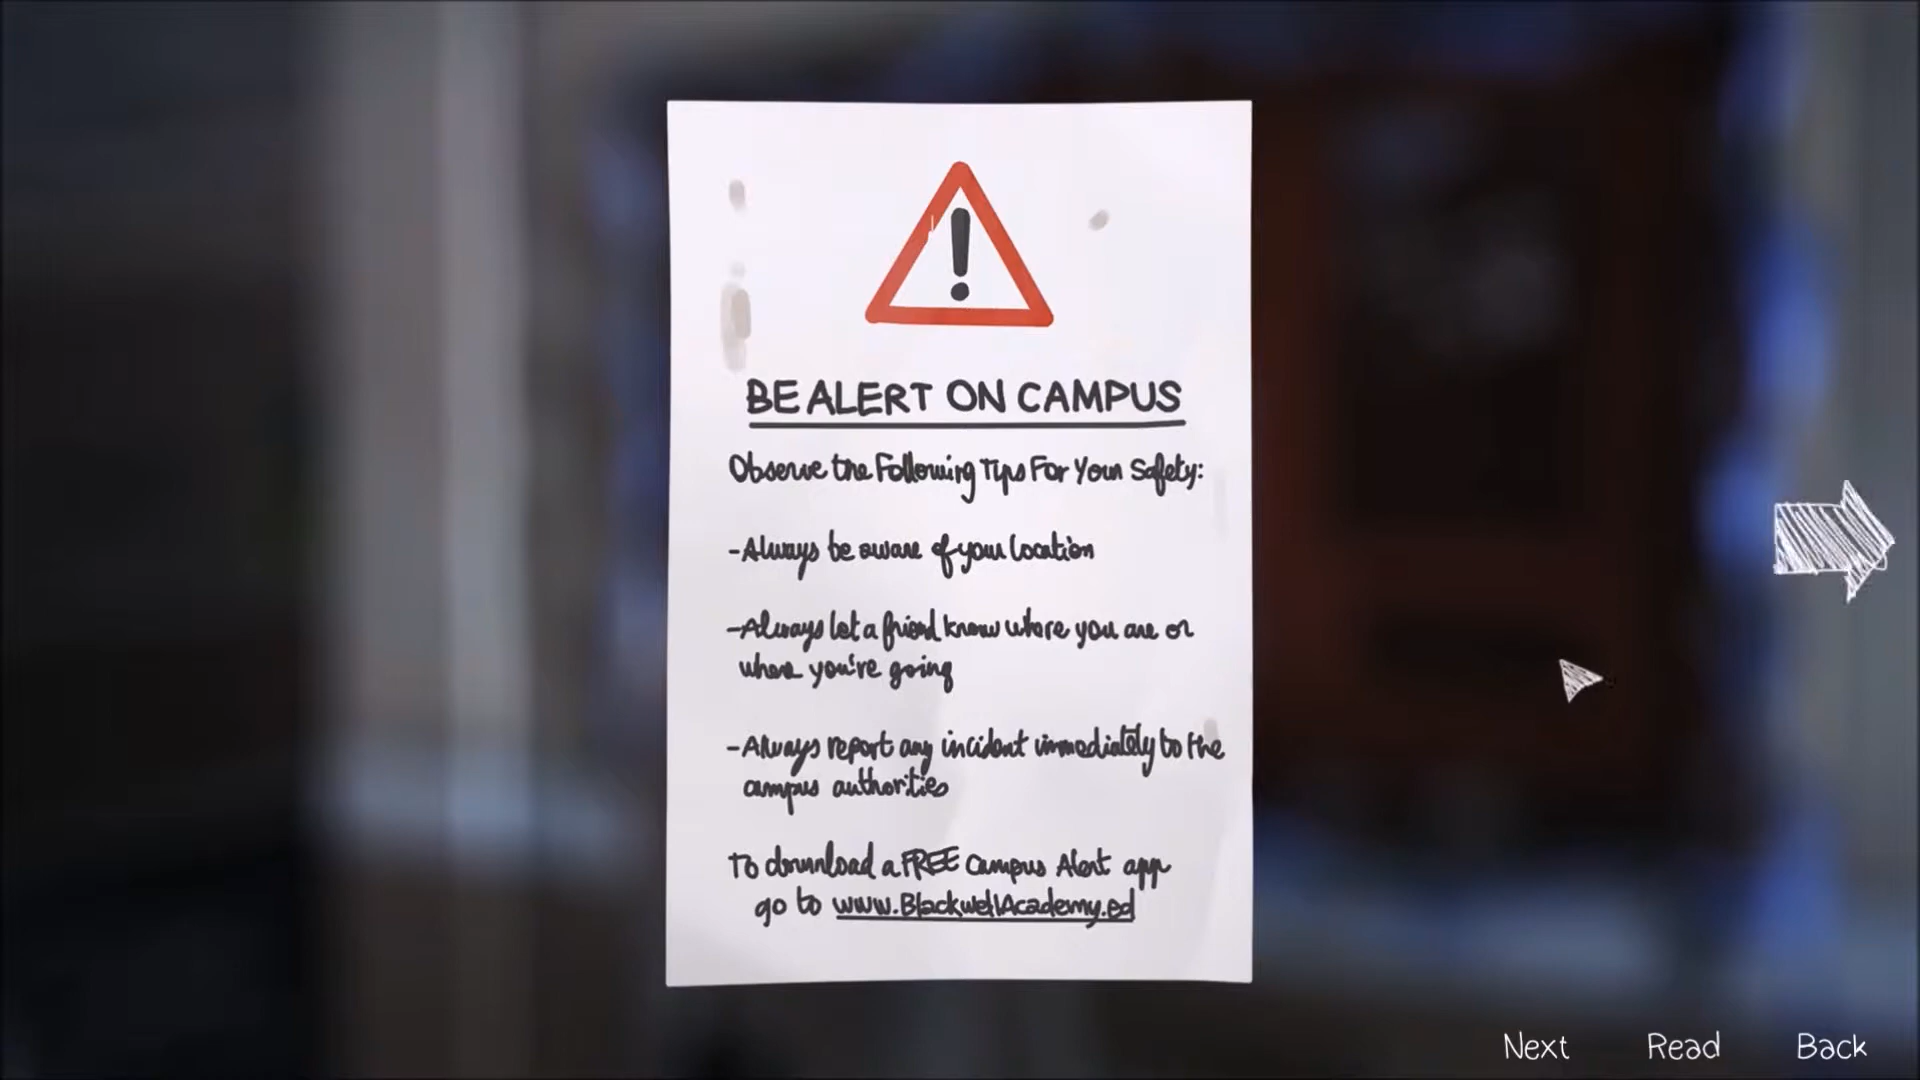 BE ALERT ON CAMPUS
Observe the Following Tips For Your Safety:
-Always be aware of your location
-Always let a friend know where you are or
where you're going
-Always report any incident immediately to the
campus authorities
To download a FREE Campus Alert app
go to www.BlackwellAcademy.ed
Next Read Back